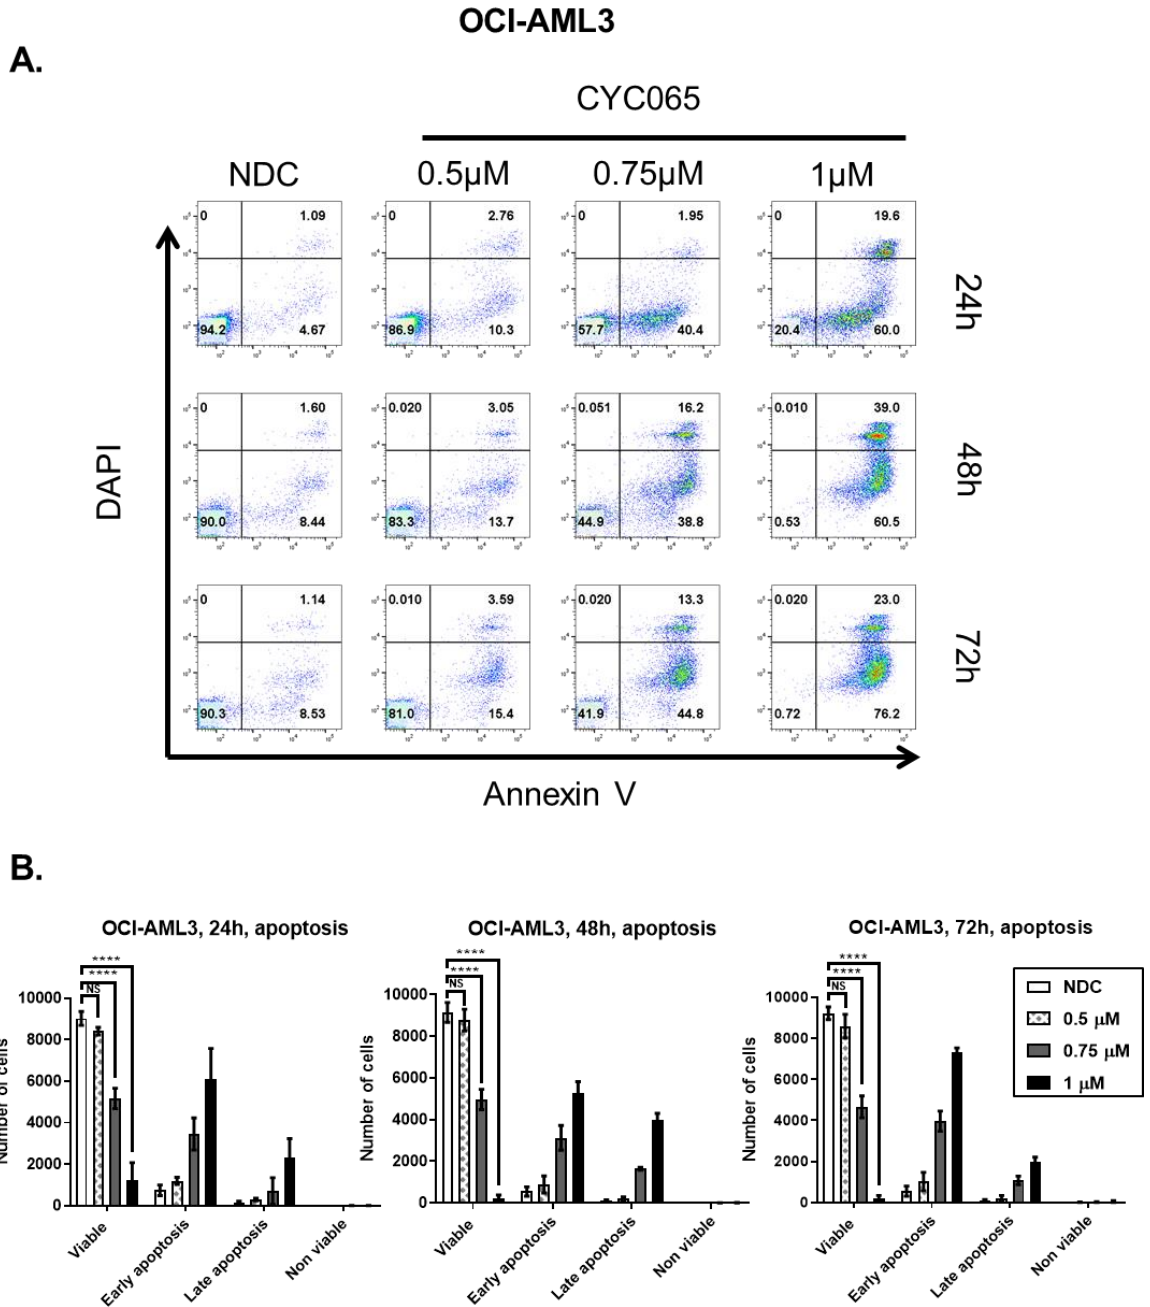 OCI-AML3
A.
CYC065
NDC 0.5µM 0.75µM 1µM
0 1.09 0 2.76 0 1.95 0 19.6
94.2 4.67 86.9 10.3 57.7 40.4 20.4 60.0
24h
0 1.60 0.020 3.05 0.051 16.2 0.010 39.0
90.0 8.44 83.3 13.7 44.9 38.8 0.53 60.5
48h
0 1.14 0.010 3.59 0.020 13.3 0.020 23.0
90.3 8.53 81.0 15.4 41.9 44.8 0.72 76.2
72h
DAPI
Annexin V
B.
OCI-AML3, 24h, apoptosis
****
****
NS
10000
8000
6000
4000
2000
0
Number of cells
Viable
Early apoptosis
Late apoptosis
Non viable
OCI-AML3, 48h, apoptosis
****
****
NS
10000
8000
6000
4000
2000
0
Number of cells
Viable
Early apoptosis
Late apoptosis
Non viable
OCI-AML3, 72h, apoptosis
****
****
NS
10000
8000
6000
4000
2000
0
Number of cells
Viable
Early apoptosis
Late apoptosis
Non viable
NDC
0.5 µM
0.75 µM
1 µM